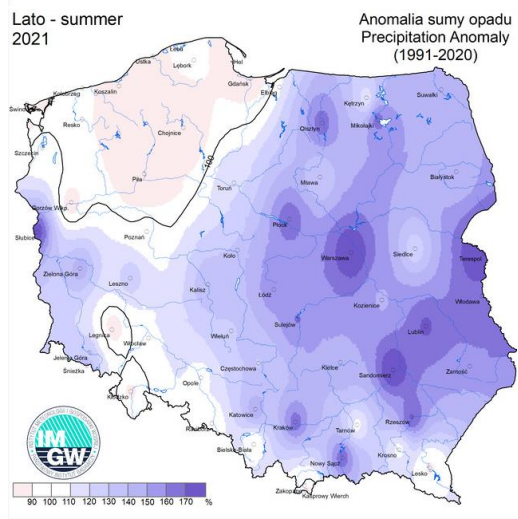 Lato - summer
2021
Anomalia sumy opadu
Precipitation Anomaly
(1991-2020)
Łeba
Ustka
Lębork
Hel
Kołobrzeg
Koszalin
Gdańsk
Elbląg
Kętrzyn
Suwałki
Resko
Chojnice
Olsztyn
Mikołajki
Szczecin
100
Piła
Toruń
Mława
Białystok
Gorzów Wlkp.
Słubice
Poznań
Koło
Płock
Warszawa
Siedlce
Terespol
Zielona Góra
Leszno
Kalisz
Łódź
Kozienice
Włodawa
Legnica
Wrocław
Wieluń
Sulejów
Lublin
Jelenia Góra
Śnieżka
Częstochowa
Kielce
Sandomierz
Zamość
Kłodzko
Opole
Racibórz
Katowice
Kraków
Tarnów
Rzeszów
Bielsko-Biała
Nowy Sącz
Krosno
Lesko
Zakopane
Kasprowy Wierch
IM
GW
90 100 110 120 130 140 150 160 170 %